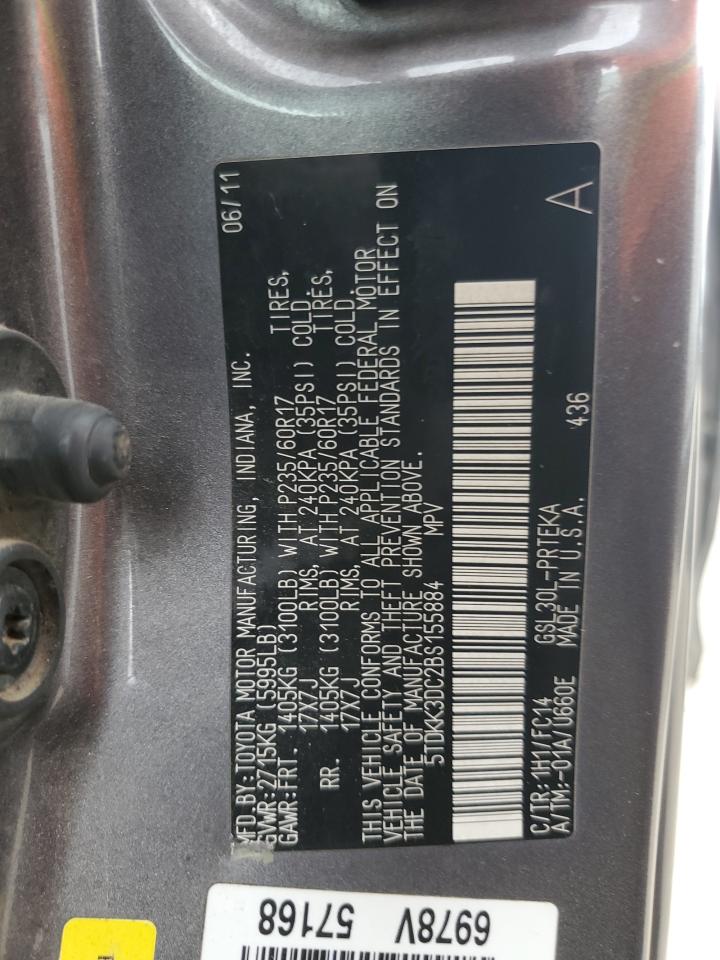 MFD.BY:TOYOTA MOTOR MANUFACTURING, INDIANA, INC. 06/11
GVWR:2715KG (5995LB)
GAWR:FRT. 1405KG (3100LB) WITH P235/60R17 TIRES,
17X7J RIMS, AT 240KPA (35PSI) COLD.
RR. 1405KG (3100LB) WITH P235/60R17 TIRES,
17X7J RIMS, AT 240KPA (35PSI) COLD.
THIS VEHICLE CONFORMS TO ALL APPLICABLE FEDERAL MOTOR
VEHICLE SAFETY AND THEFT PREVENTION STANDARDS IN EFFECT ON
THE DATE OF MANUFACTURE SHOWN ABOVE.
5TDKK3DC2BS155884 MPV
C/TR:1H1/FC14 GSL30L-PRTEKA 436
A/TM:-01A/U660E MADE IN U.S.A. A
57168
6978V